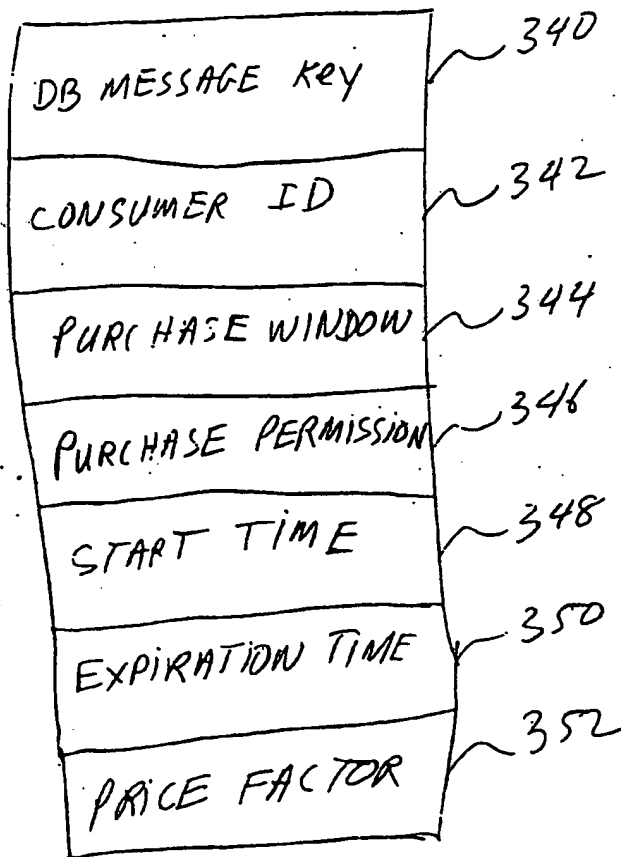 DB MESSAGE KEY 340
CONSUMER ID 342
PURCHASE WINDOW 344
PURCHASE PERMISSION 346
START TIME 348
EXPIRATION TIME 350
PRICE FACTOR 352